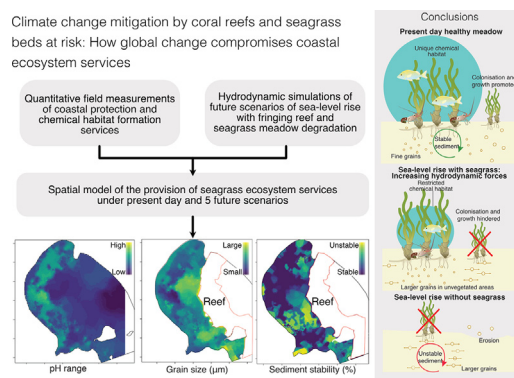 Climate change mitigation by coral reefs and seagrass
beds at risk: How global change compromises coastal
ecosystem services
Quantitative field measurements
of coastal protection and
chemical habitat formation
services
Hydrodynamic simulations of
future scenarios of sea-level rise
with fringing reef and
seagrass meadow degradation
Spatial model of the provision of seagrass ecosystem services
under present day and 5 future scenarios
High
Low
pH range
Large
Small
Reef
Grain size (µm)
Unstable
Stable
Reef
Sediment stability (%)
Conclusions
Present day healthy meadow
Unique chemical
habitat
Colonisation and
growth promoted
Stable
sediment
Fine grains
Sea-level rise with seagrass:
Increasing hydrodynamic forces
Restricted
chemical habitat
Colonisation and
growth hindered
Larger grains in unvegetated areas
Sea-level rise without seagrass
Erosion
Unstable
sediment
Larger grains